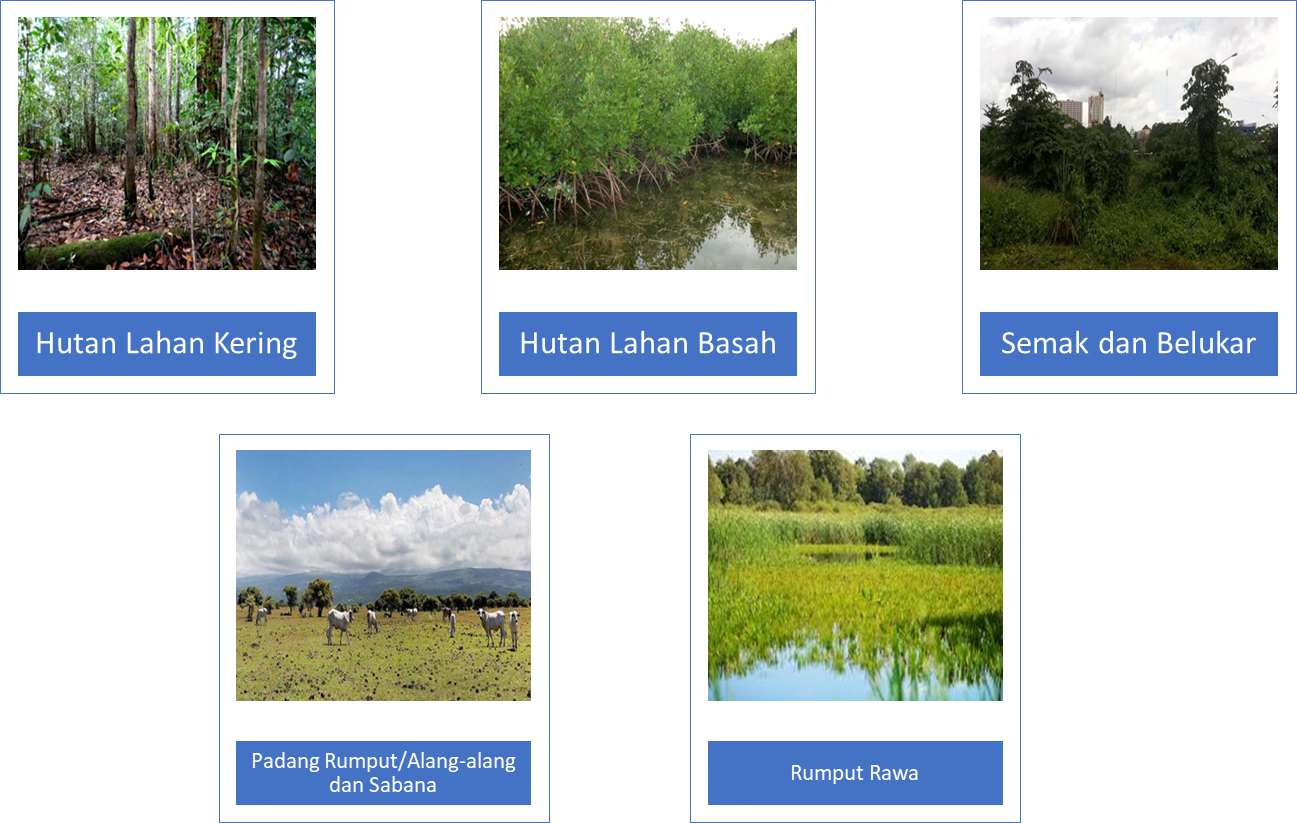 Hutan Lahan Kering
Hutan Lahan Basah
Semak dan Belukar
Padang Rumput/Alang-alang
dan Sabana
Rumput Rawa